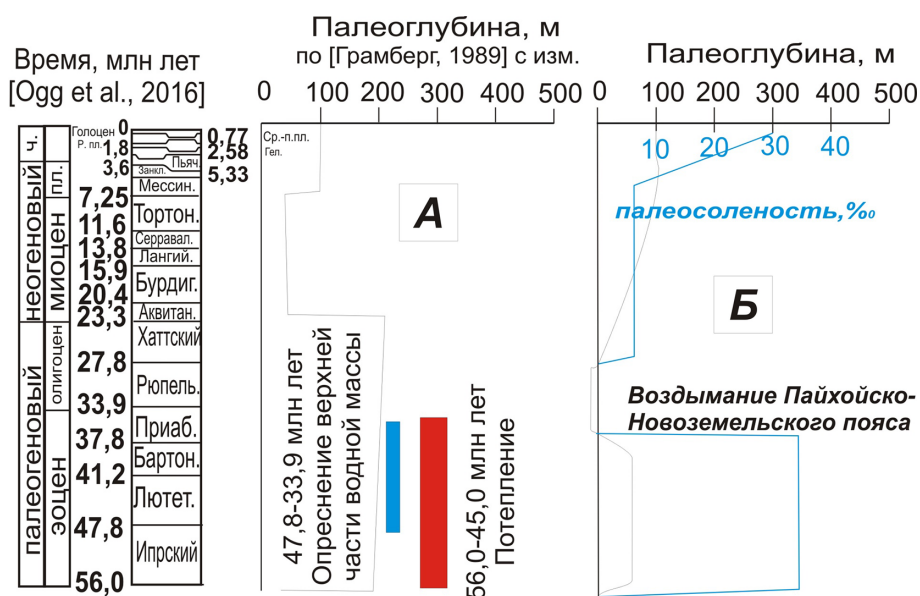 Палеоглубина, м
по [Грамберг, 1989] с изм.
Время, млн лет
[Ogg et al., 2016]
0 100 200 300 500
Палеоглубина, м
0 100 200 300 500
ч.
неогеновый
палеогеновый
пл.
миоцен
олигоцен
эоцен
Голоцен
Р. пл.
0
1,8
3,6
7,25
11,6
13,8
15,9
20,4
23,3
27,8
33,9
37,8
41,2
47,8
56,0
0,77
2,58
5,33
Пьяч.
Занкл.
Мессин.
Тортон.
Серравал.
Лангий.
Бурдиг.
Аквитан.
Хаттский
Рюпель.
Приаб.
Бартон.
Лютет.
Ипрский
Ср.-п.пл.
Гел.
А
47,8-33,9 млн лет
Опреснение верхней
части водной массы
56,0-45,0 млн лет
Потепление
10 20 30 40
палеосоленость,‰
Б
Воздымание Пайхойско-
Новоземельского пояса